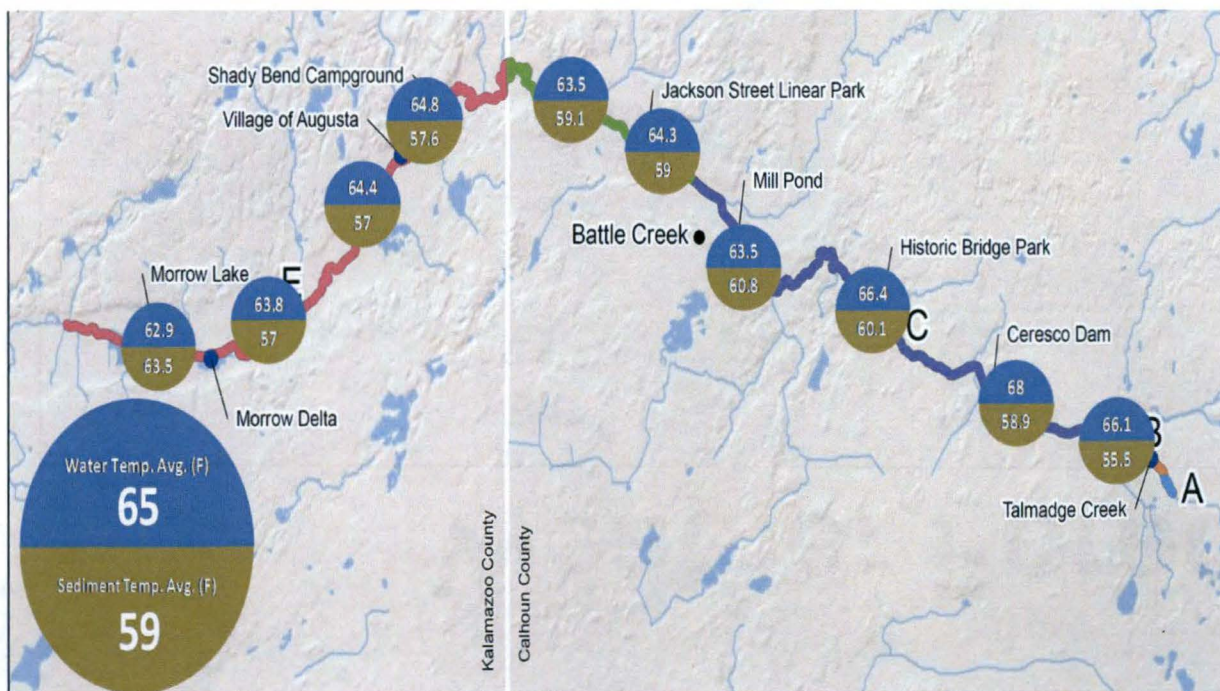 Shady Bend Campground
64.8
57.6
Village of Augusta
63.5
59.1
Jackson Street Linear Park
64.3
59
64.4
57
Mill Pond
Battle Creek
63.5
60.8
Historic Bridge Park
66.4
60.1
C
Morrow Lake
E
63.8
57
62.9
63.5
Morrow Delta
Ceresco Dam
68
58.9
66.1
55.5
B
A
Talmadge Creek
Water Temp. Avg. (F)
65
Sediment Temp. Avg. (F)
59
Kalamazoo County
Calhoun County